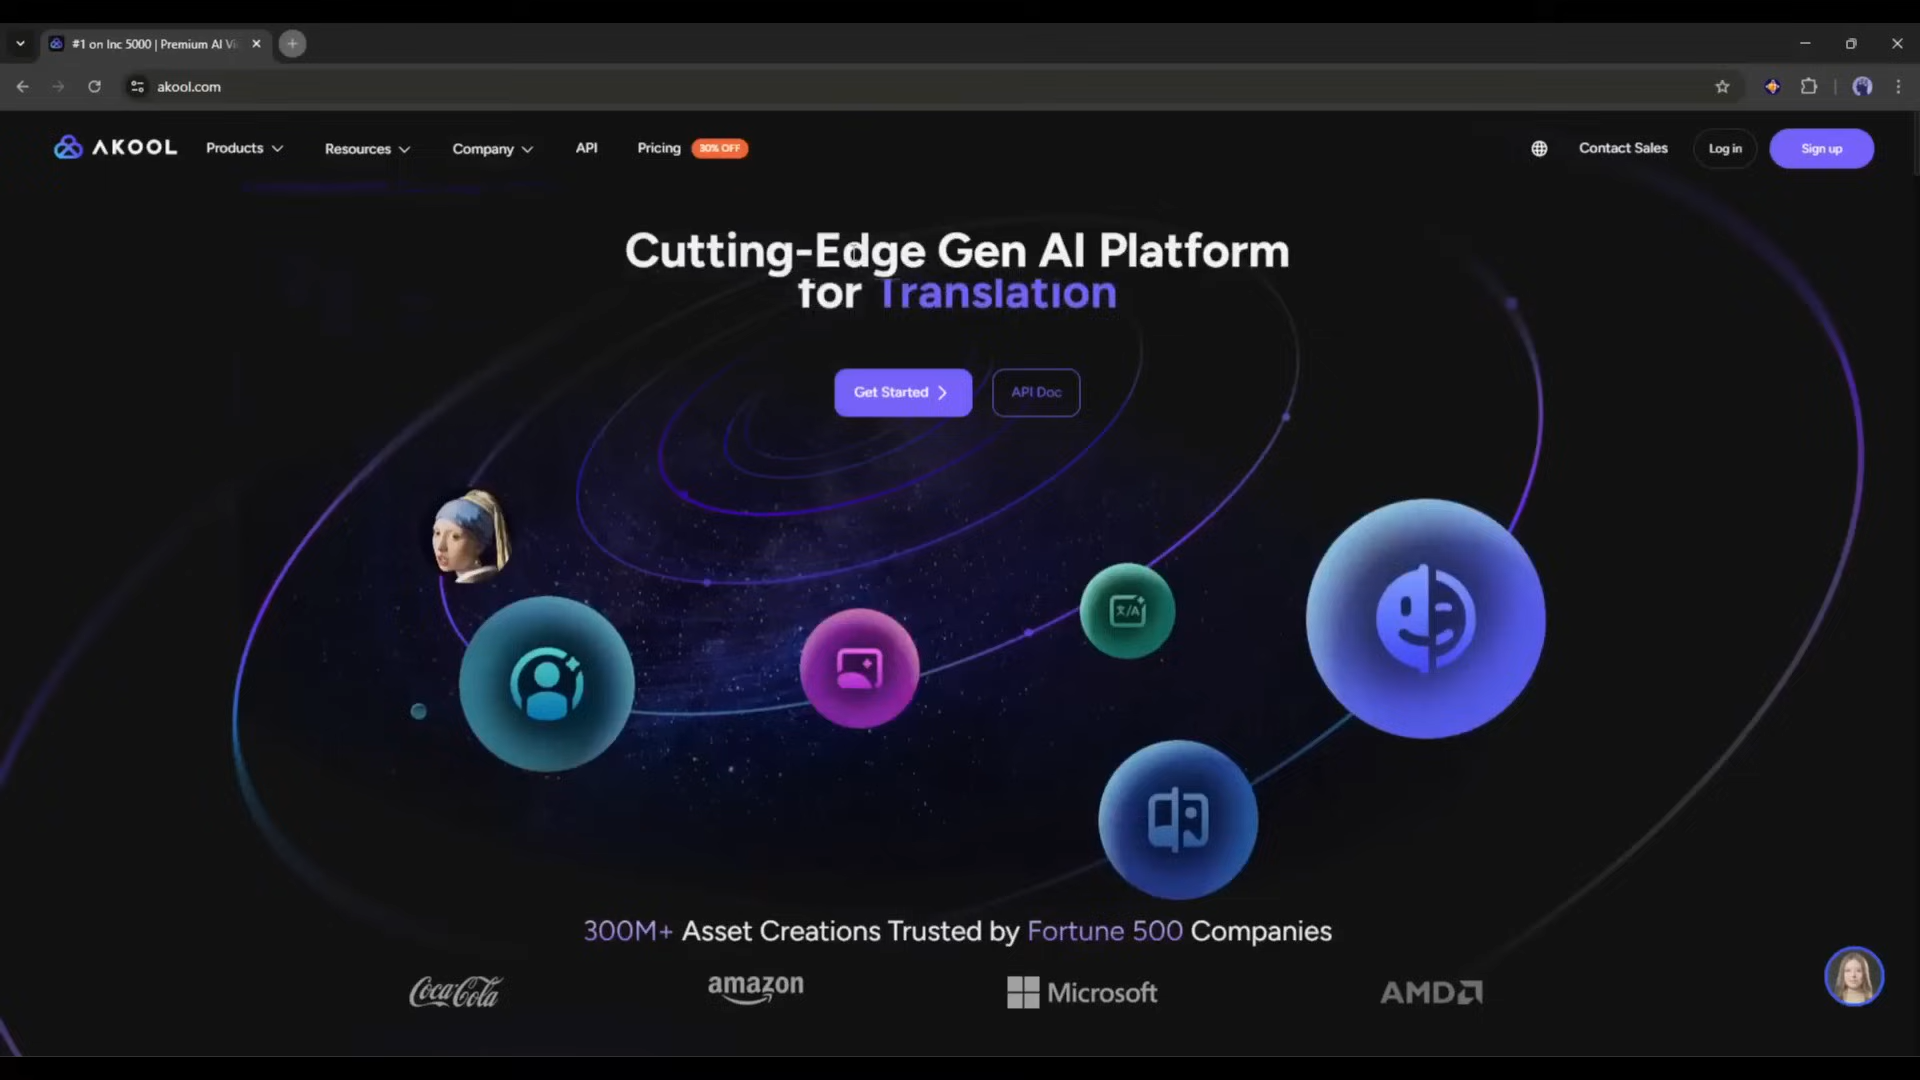 #1 on Inc 5000 | Premium AI Vi
akool.com
AKOOL
Products
Resources
Company
API
Pricing
30% OFF
Contact Sales
Log in
Sign up
Cutting-Edge Gen AI Platform
for Translation
Get Started
API Doc
文/A
300M+ Asset Creations Trusted by Fortune 500 Companies
Coca-Cola
amazon
Microsoft
AMD